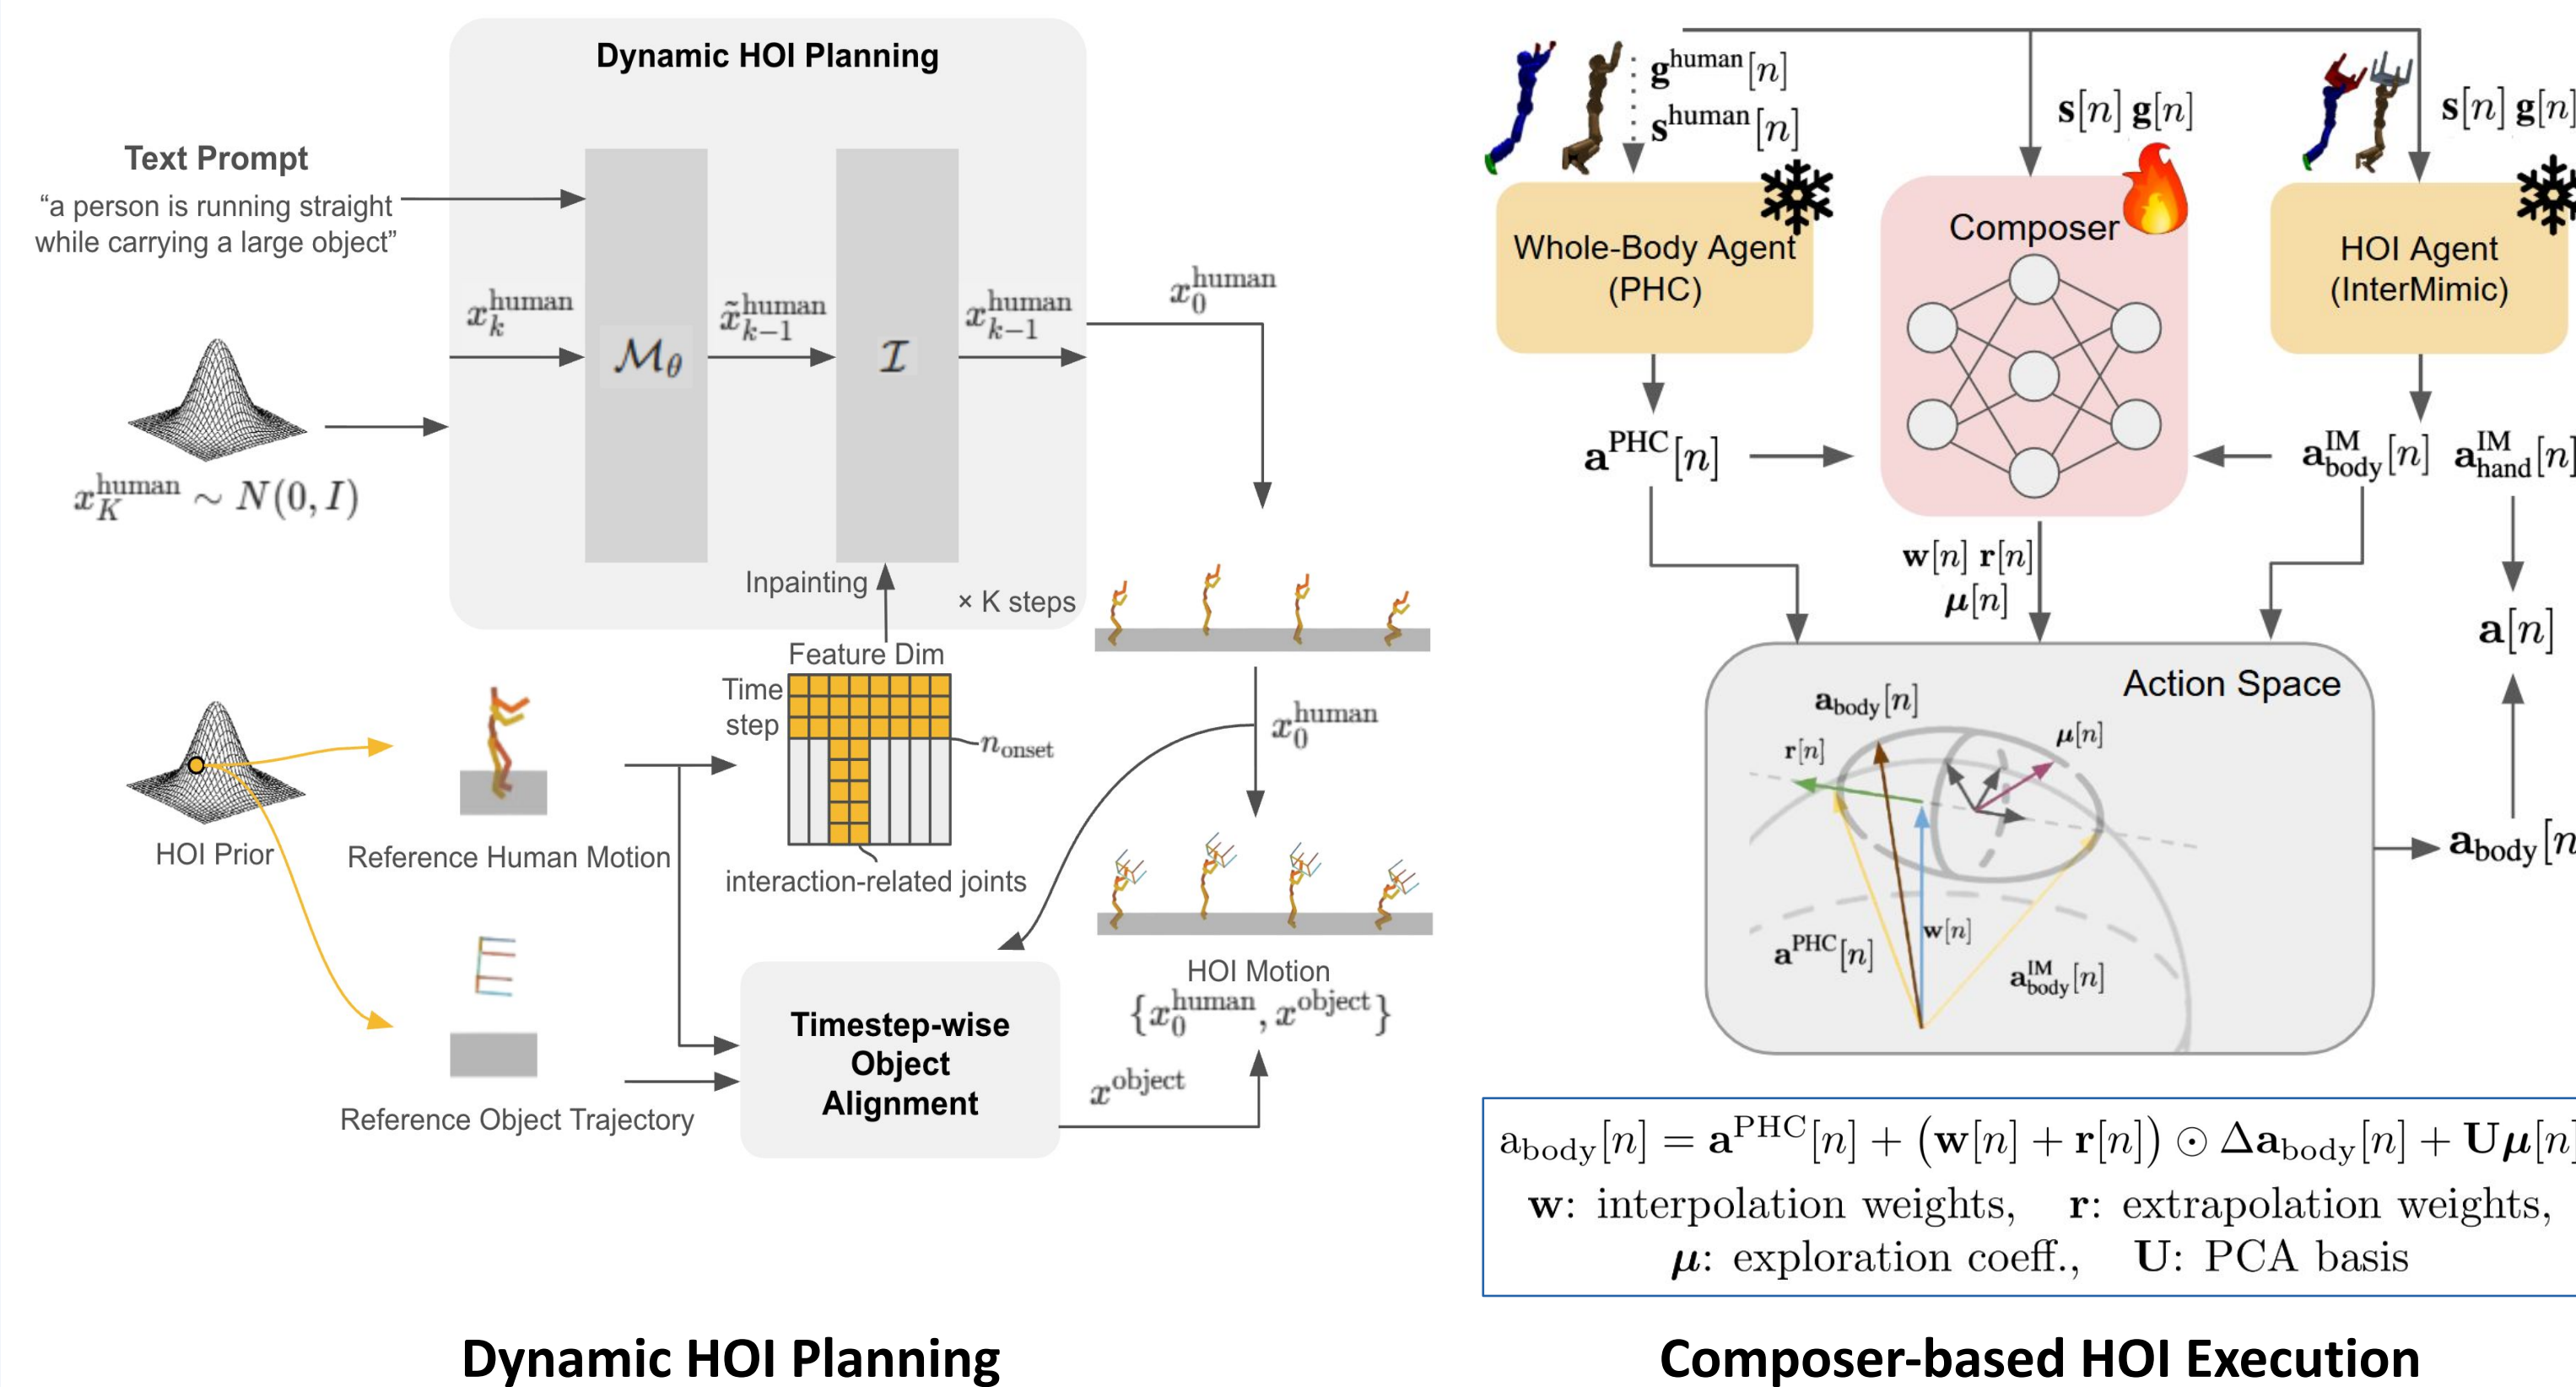 Dynamic HOI Planning
Text Prompt
“a person is running straight
while carrying a large object”
x_k^human
M_θ
x̃_{k−1}^human
I
x_{k−1}^human
x_0^human
x_K^human ∼ N(0, I)
Inpainting
× K steps
Feature Dim
Time
step
n_onset
interaction-related joints
HOI Prior
Reference Human Motion
x_0^human
Reference Object Trajectory
Timestep-wise
Object
Alignment
HOI Motion
{x_0^human, x^object}
x^object
Dynamic HOI Planning
g^human[n]
s^human[n]
s[n] g[n]
s[n] g[n]
Whole-Body Agent
(PHC)
Composer
HOI Agent
(InterMimic)
a^PHC[n]
a_body^IM[n] a_hand^IM[n]
w[n] r[n]
μ[n]
a[n]
Action Space
a_body[n]
r[n]
μ[n]
w[n]
a^PHC[n]
a_body^IM[n]
a_body[n
a_body[n] = a^PHC[n] + (w[n] + r[n]) ⊙ Δa_body[n] + Uμ[n]
w: interpolation weights, r: extrapolation weights,
μ: exploration coeff., U: PCA basis
Composer-based HOI Execution